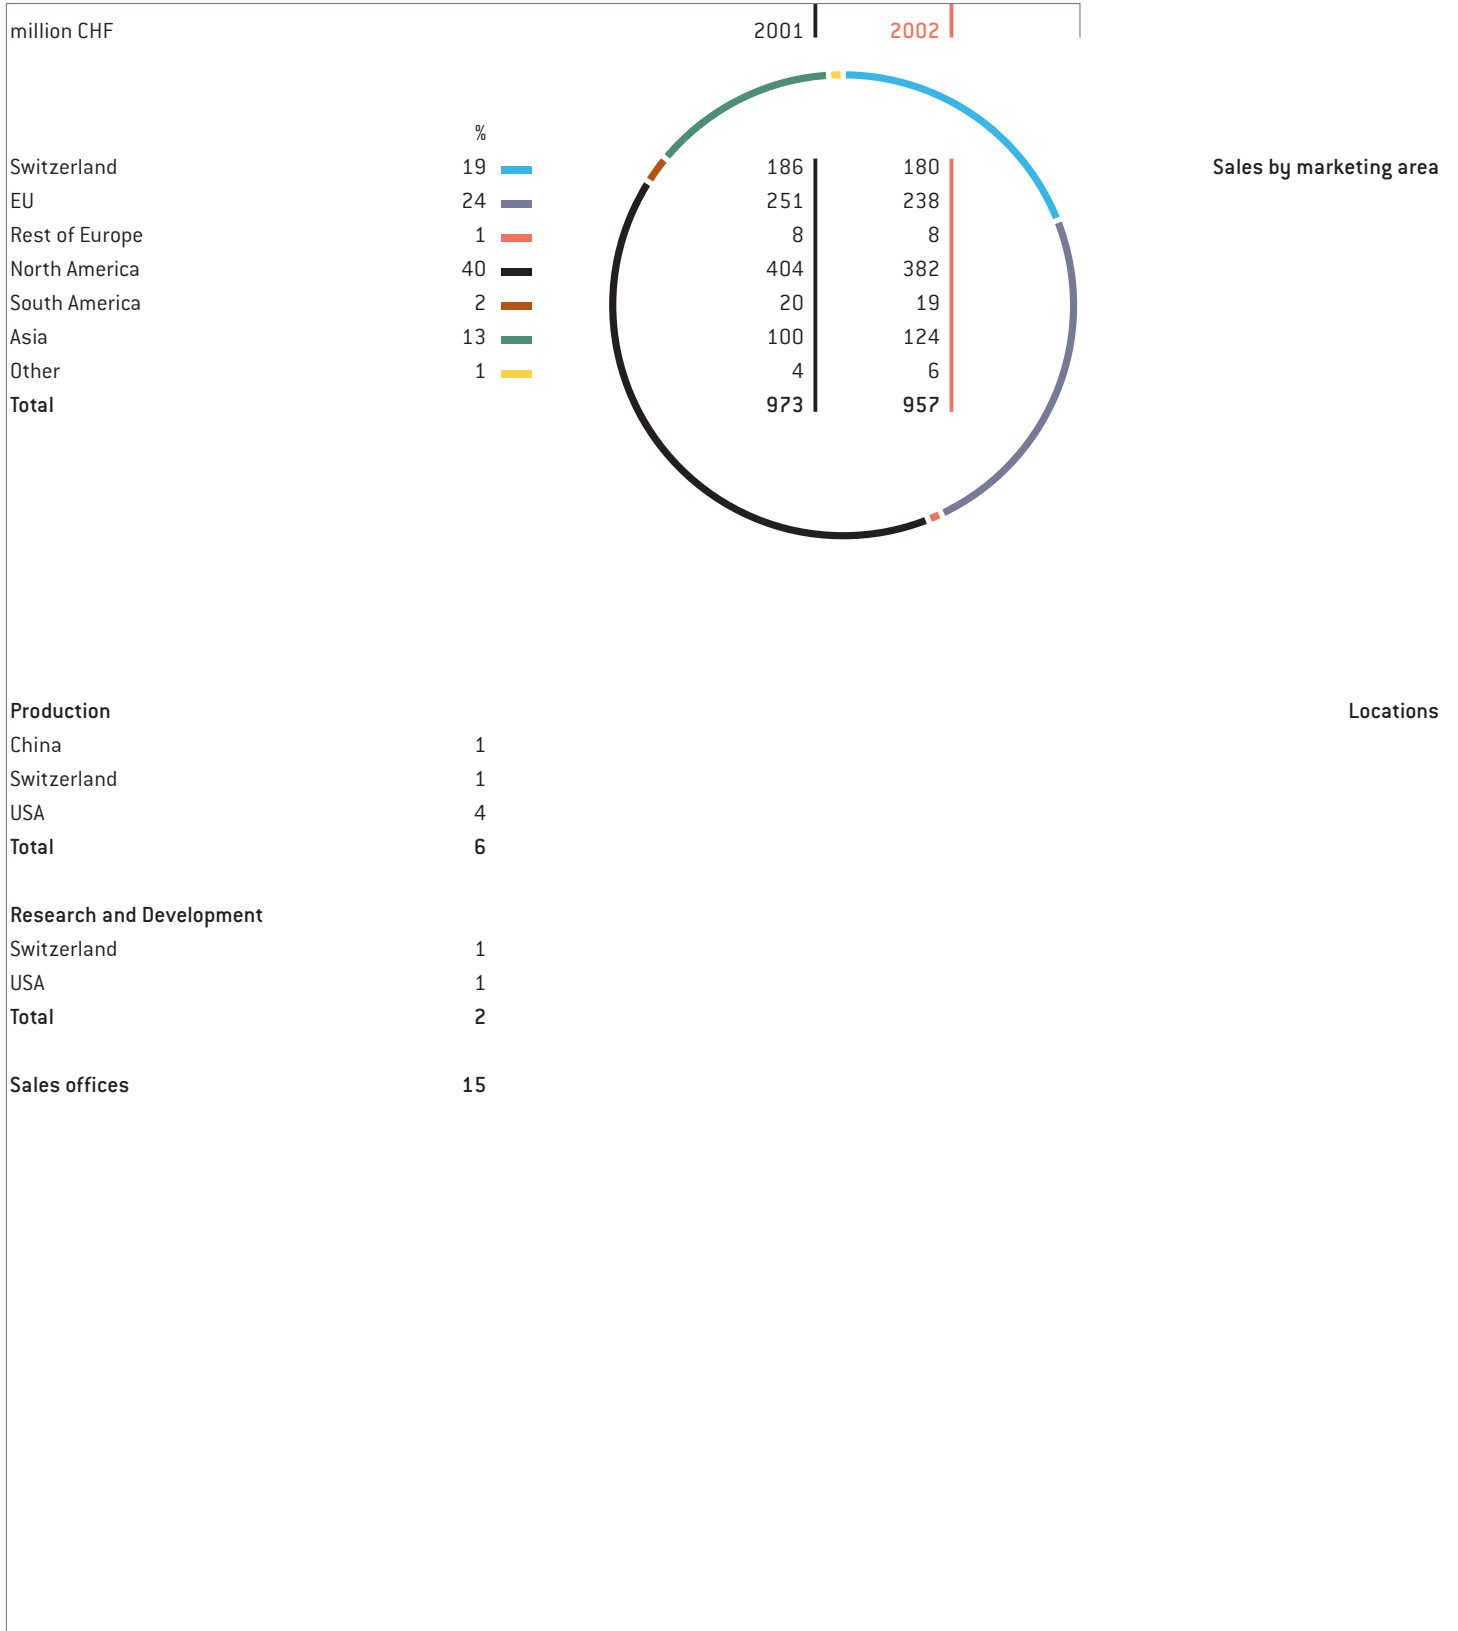 million CHF 2001 2002
%
Switzerland 19 186 180 Sales by marketing area
EU 24 251 238
Rest of Europe 1 8 8
North America 40 404 382
South America 2 20 19
Asia 13 100 124
Other 1 4 6
Total 973 957
Production Locations
China 1
Switzerland 1
USA 4
Total 6
Research and Development
Switzerland 1
USA 1
Total 2
Sales offices 15